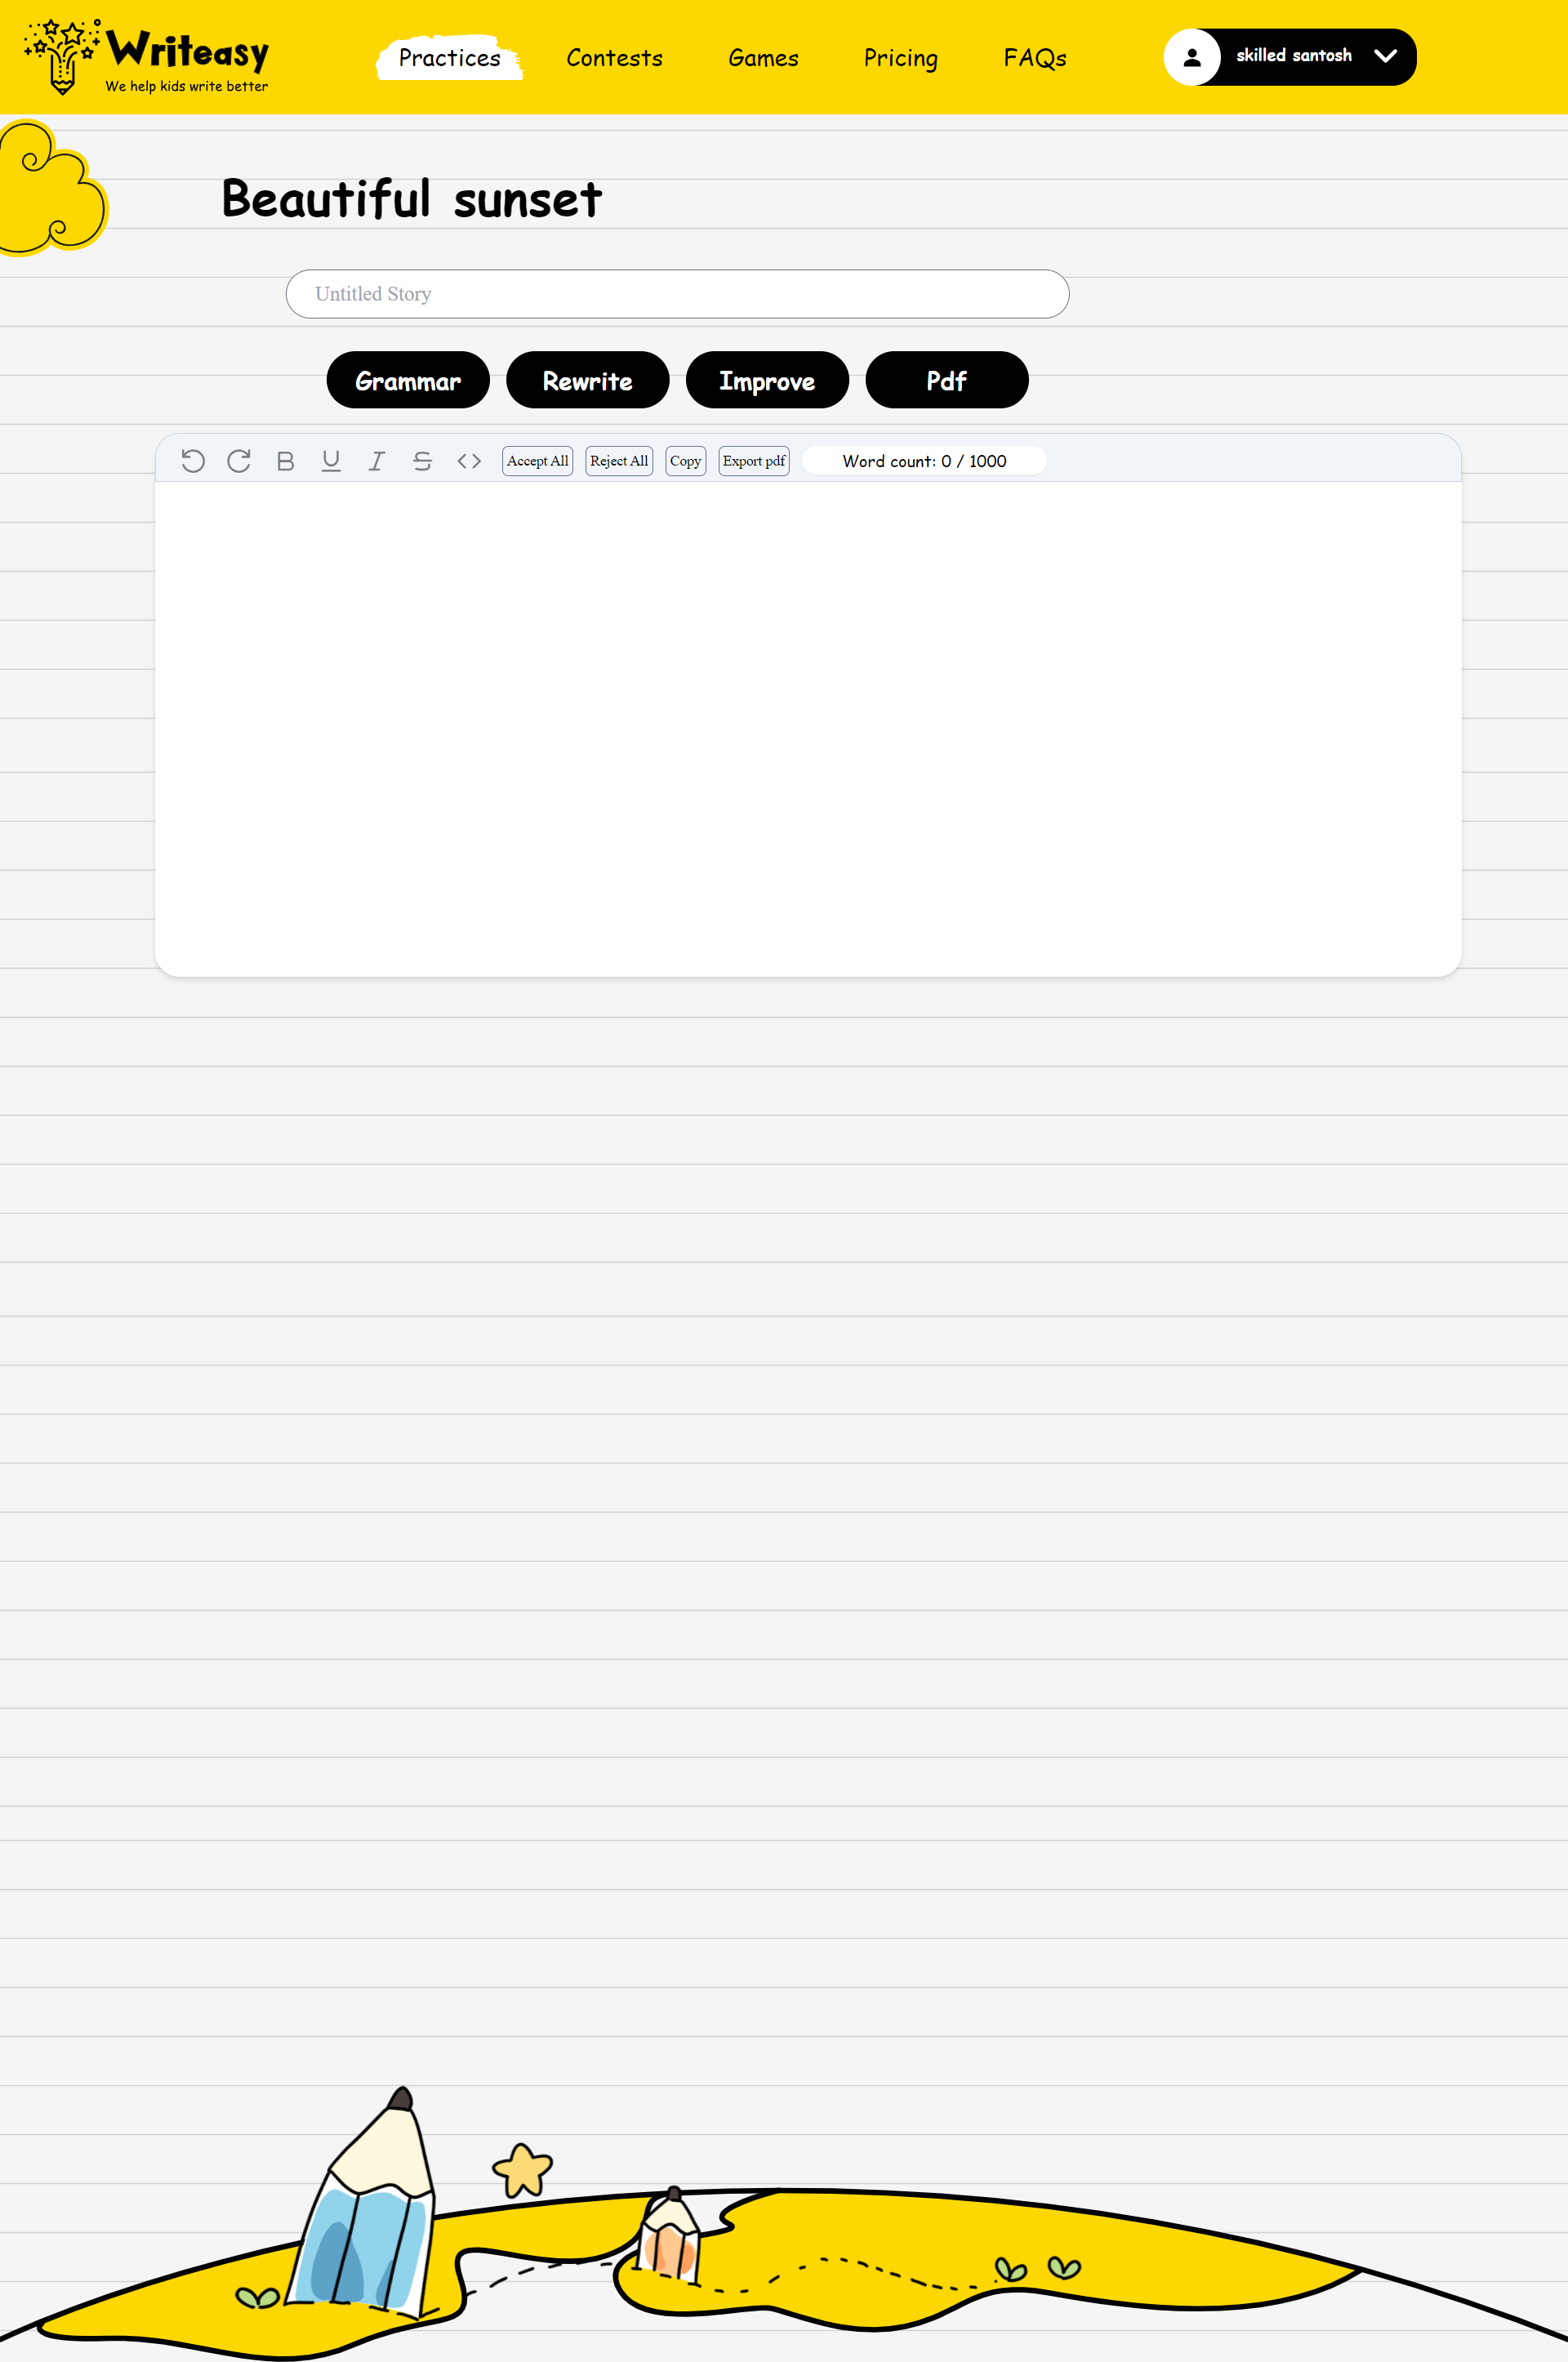 Writeasy
We help kids write better
Practices Contests Games Pricing FAQs
skilled santosh
Beautiful sunset
Untitled Story
Grammar Rewrite Improve Pdf
Accept All Reject All Copy Export pdf Word count: 0 / 1000